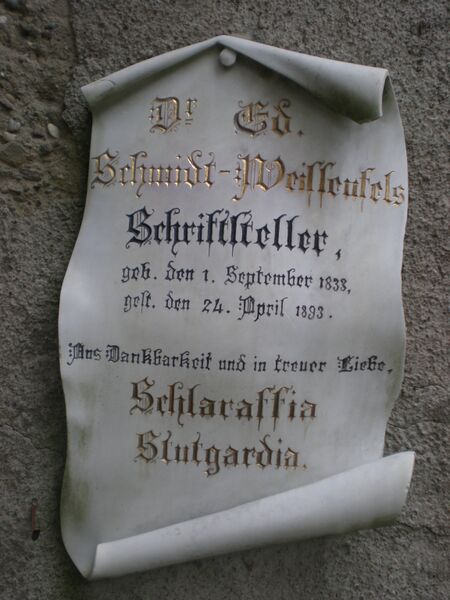 Dr Ed.
Schmidt-Weissenfels
Schriftsteller,
geb. den 1. September 1833,
gest. den 24. April 1893.
Aus Dankbarkeit und in treuer Liebe.
Schlaraffia
Stutgardia.